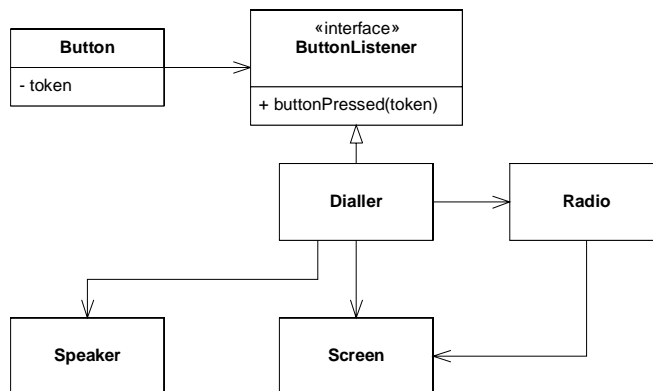 Button
- token
«interface»
ButtonListener
+ buttonPressed(token)
Dialler
Radio
Speaker
Screen